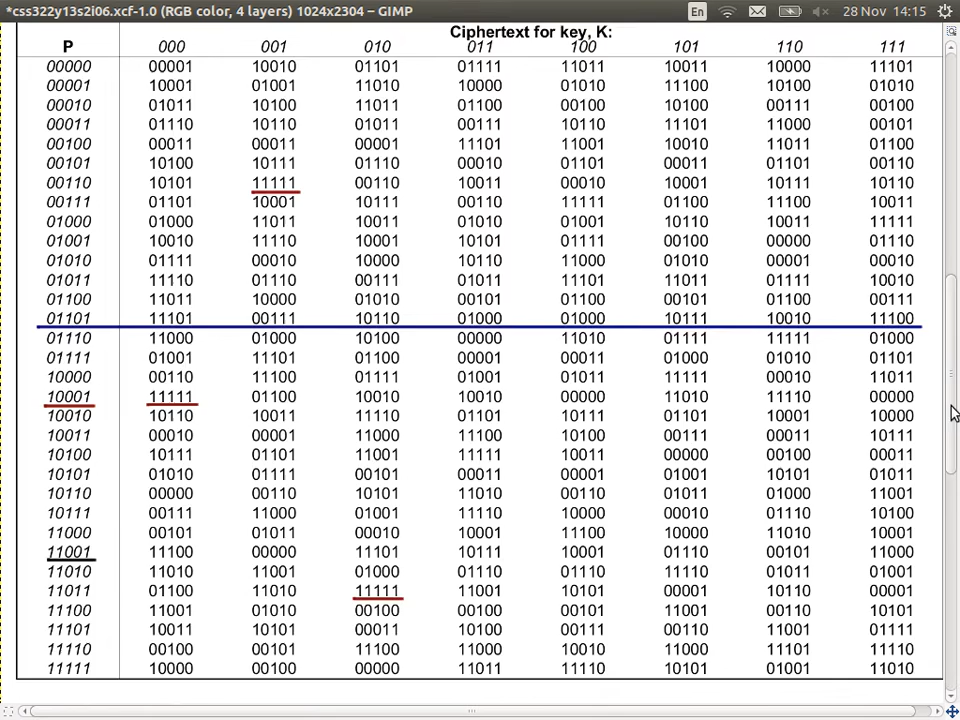 *css322y13s2i06.xcf-1.0 (RGB color, 4 layers) 1024x2304 – GIMP En 28 Nov 14:15
Ciphertext for key, K:
P 000 001 010 011 100 101 110 111
00000 00001 10010 01101 01111 11011 10011 10000 11101
00001 10001 01001 11010 10000 01010 11100 10100 01010
00010 01011 10100 11011 01100 00100 10100 00111 00100
00011 01110 10110 01011 00111 10110 11101 11000 00101
00100 00011 00011 00001 11101 11001 10010 11011 01100
00101 10100 10111 01110 00010 01101 00011 01101 00110
00110 10101 11111 00110 10011 00010 10001 10111 10110
00111 01101 10001 10111 00110 11111 01100 11100 10011
01000 01000 11011 10011 01010 01001 10110 10011 11111
01001 10010 11110 10001 10101 01111 00100 00000 01110
01010 01111 00010 10000 10110 11000 01010 00001 00010
01011 11110 01110 00111 01011 11101 11011 01111 10010
01100 11011 10000 01010 00101 01100 00101 01100 00111
01101 11101 00111 10110 01000 01000 10111 10010 11100
01110 11000 01000 10100 00000 11010 01111 11111 01000
01111 01001 11101 01100 00001 00011 01000 01010 01101
10000 00110 11100 01111 01001 01011 11111 00010 11011
10001 11111 01100 10010 10010 00000 11010 11110 00000
10010 10110 10011 11110 01101 10111 01101 10001 10000
10011 00010 00001 11000 11100 10100 00111 00011 10111
10100 10111 01101 11001 11111 10011 00000 00100 00011
10101 01010 01111 00101 00011 00001 01001 10101 01011
10110 00000 00110 10101 11010 00110 01011 01000 11001
10111 00111 11000 01001 11110 10000 00010 01110 10100
11000 00101 01011 00010 10001 11100 10000 11010 10001
11001 11100 00000 11101 10111 10001 01110 00101 11000
11010 11010 11001 01000 01110 01110 11110 01011 01001
11011 01100 11010 11111 11001 10101 00001 10110 00001
11100 11001 01010 00100 00100 00101 11001 00110 10101
11101 10011 10101 00011 10100 00111 00110 11001 01111
11110 00100 00101 11100 11000 10010 11000 11101 11110
11111 10000 00100 00000 11011 11110 10101 01001 11010